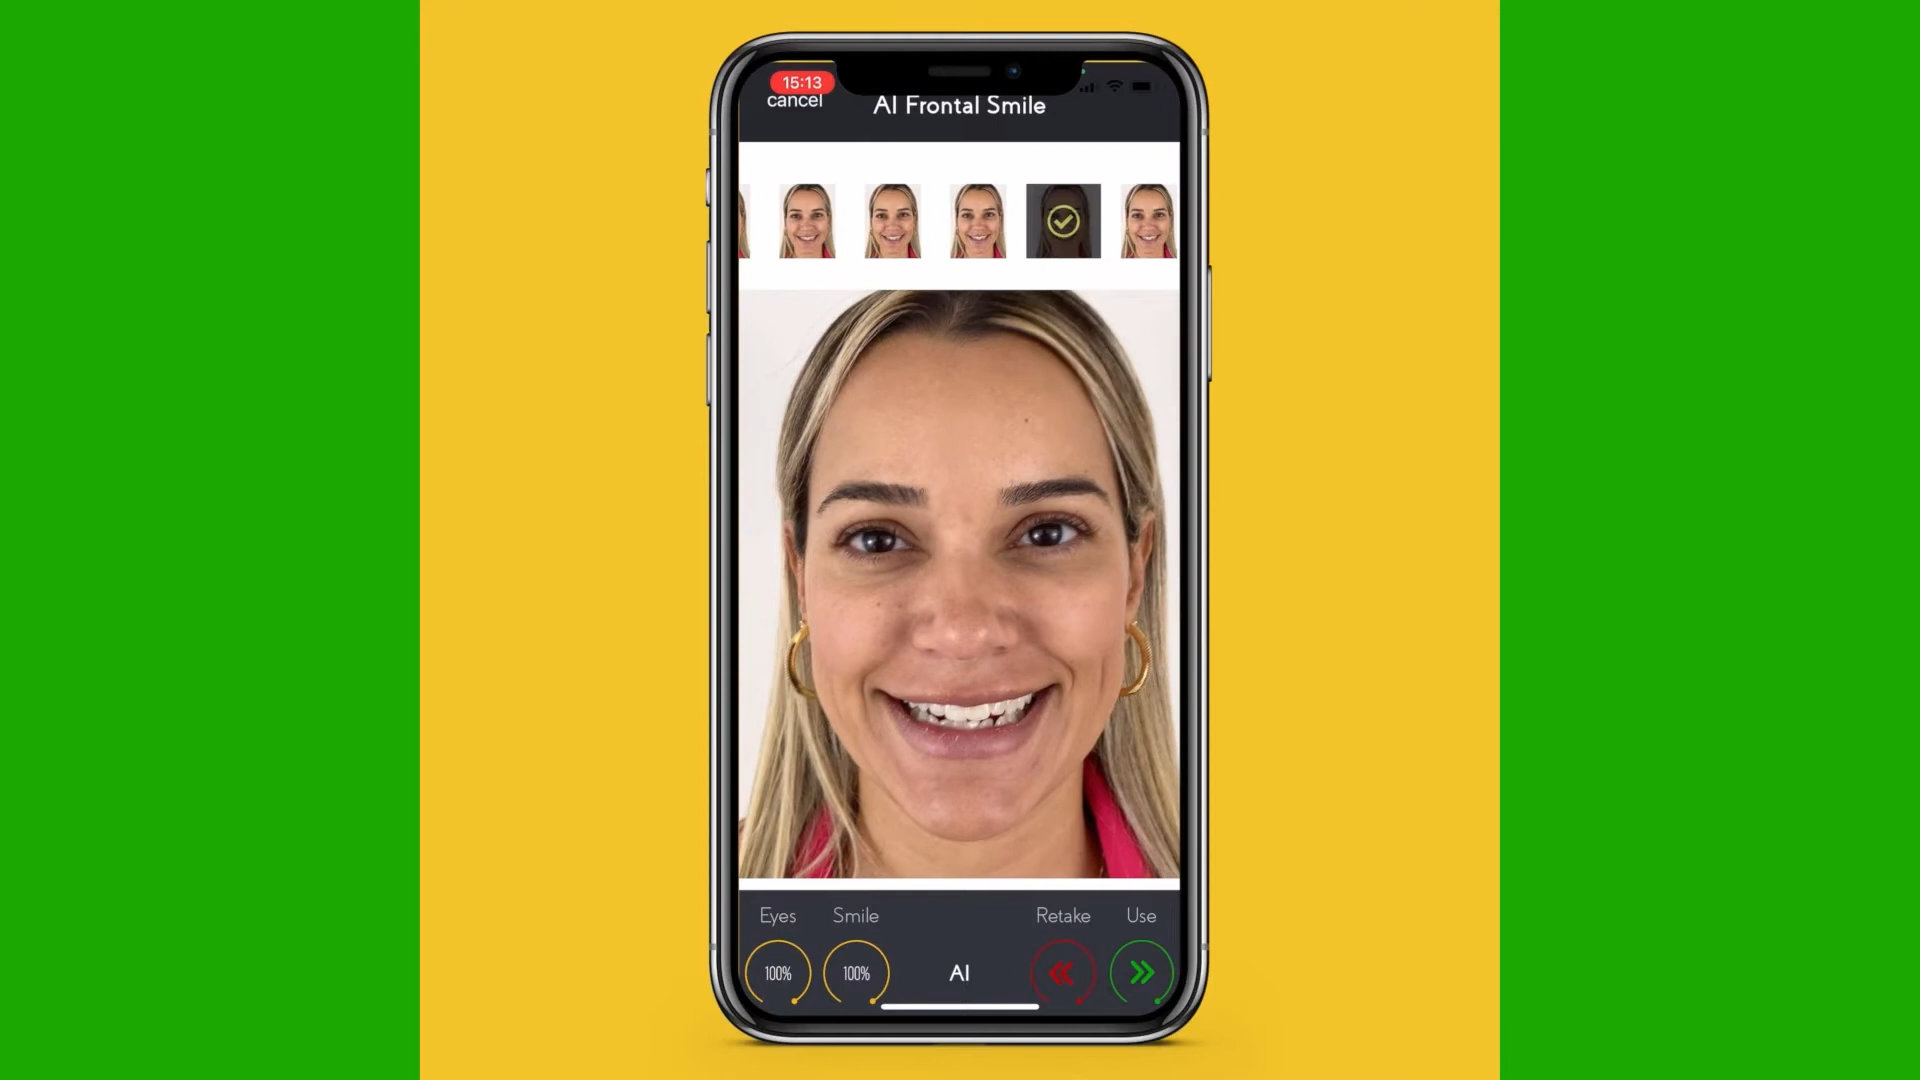 15:13
cancel
AI Frontal Smile
Eyes
Smile
Retake
Use
100%
100%
AI